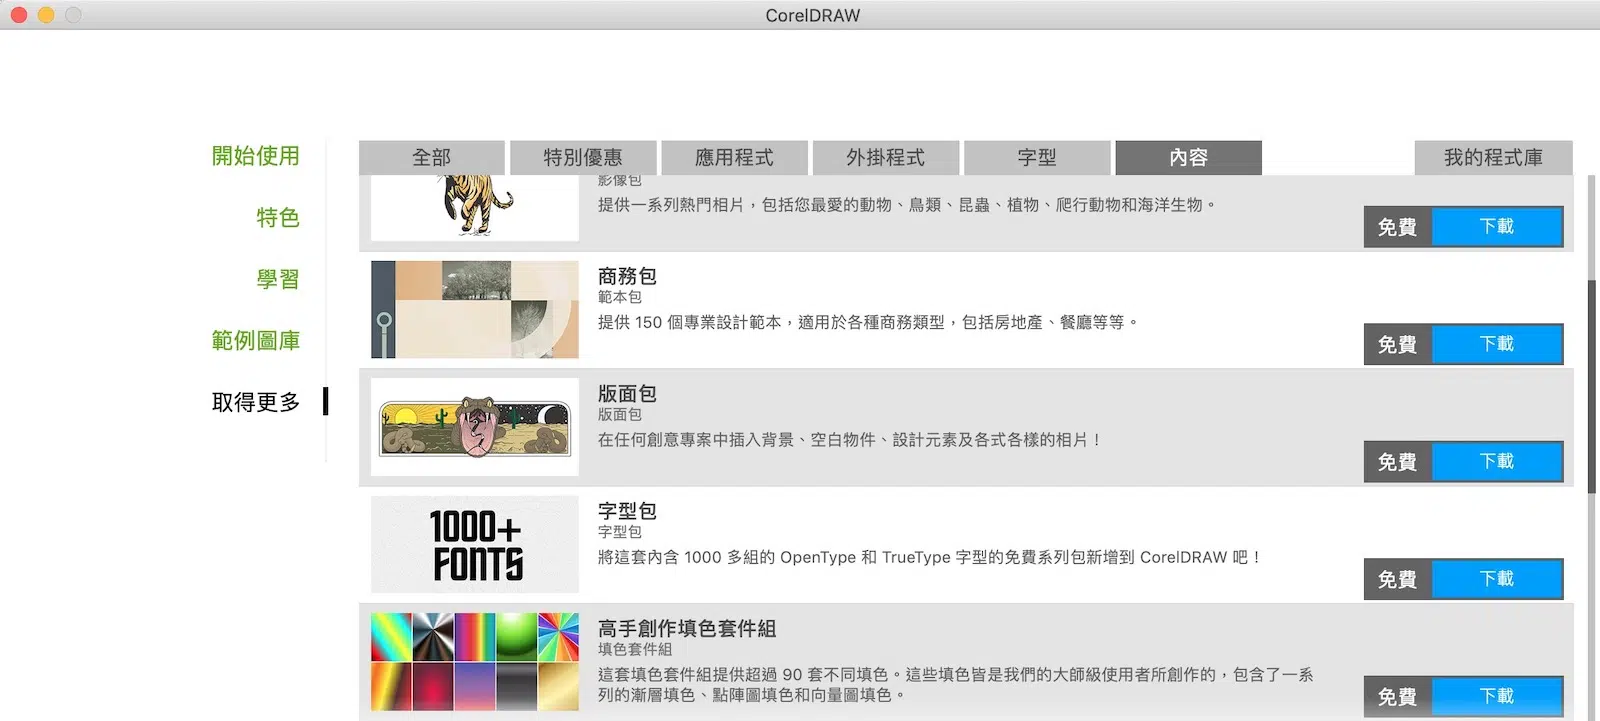 CorelDRAW
開始使用
特色
學習
範例圖庫
取得更多
全部
特別優惠
應用程式
外掛程式
字型
內容
我的程式庫
影像包
提供一系列熱門相片，包括您最愛的動物、鳥類、昆蟲、植物、爬行動物和海洋生物。
免費
下載
商務包
範本包
提供 150 個專業設計範本，適用於各種商務類型，包括房地產、餐廳等等。
免費
下載
版面包
版面包
在任何創意專案中插入背景、空白物件、設計元素及各式各樣的相片！
免費
下載
1000+
FONTS
字型包
字型包
將這套內含 1000 多組的 OpenType 和 TrueType 字型的免費系列包新增到 CorelDRAW 吧！
免費
下載
高手創作填色套件組
填色套件組
這套填色套件組提供超過 90 套不同填色。這些填色皆是我們的大師級使用者所創作的，包含了一系
列的漸層填色、點陣圖填色和向量圖填色。
免費
下載